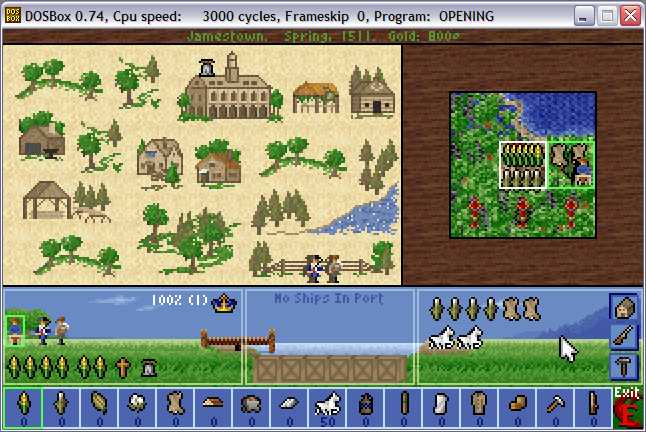 DOS
BOX
DOSBox 0.74, Cpu speed: 3000 cycles, Frameskip 0, Program: OPENING
Jamestown. Spring, 1511. Gold: 800°
100% (1)
No Ships In Port
Exit
E
0 0 0 0 0 0 0 0 50 0 0 0 0 0 0 0